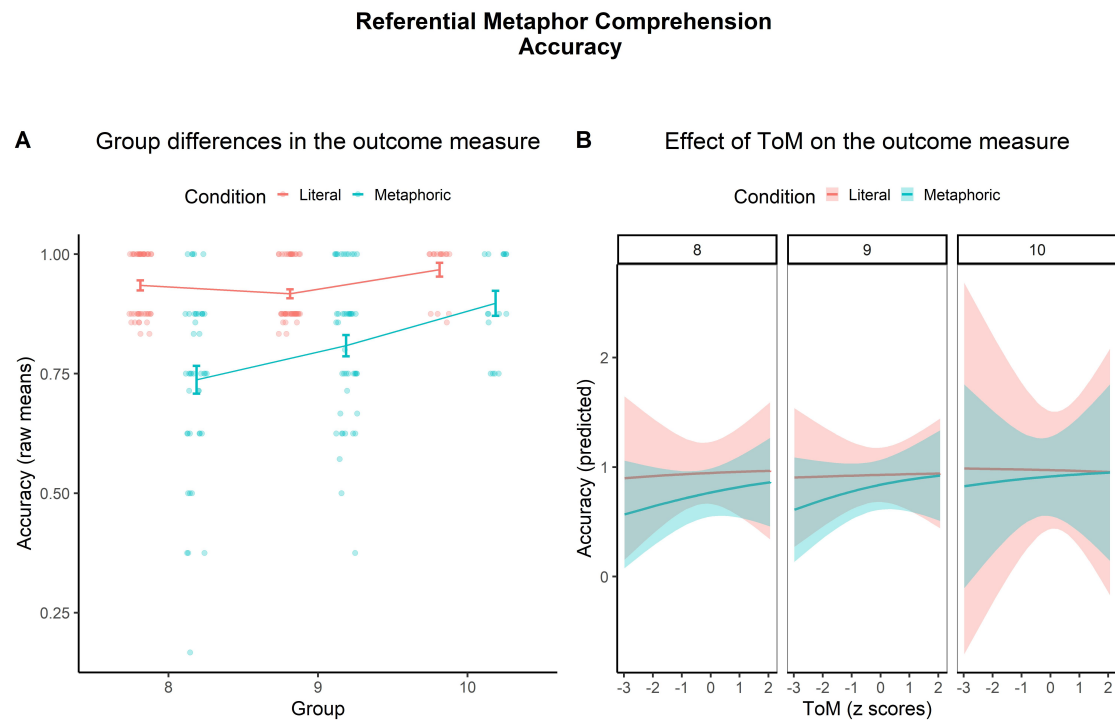 Referential Metaphor Comprehension
Accuracy
A
Group differences in the outcome measure
Condition
Literal
Metaphoric
Accuracy (raw means)
1.00
0.75
0.50
0.25
8 9 10
Group
B
Effect of ToM on the outcome measure
Condition
Literal
Metaphoric
8 9 10
Accuracy (predicted)
2
1
0
-3 -2 -1 0 1 2 -3 -2 -1 0 1 2 -3 -2 -1 0 1 2
ToM (z scores)